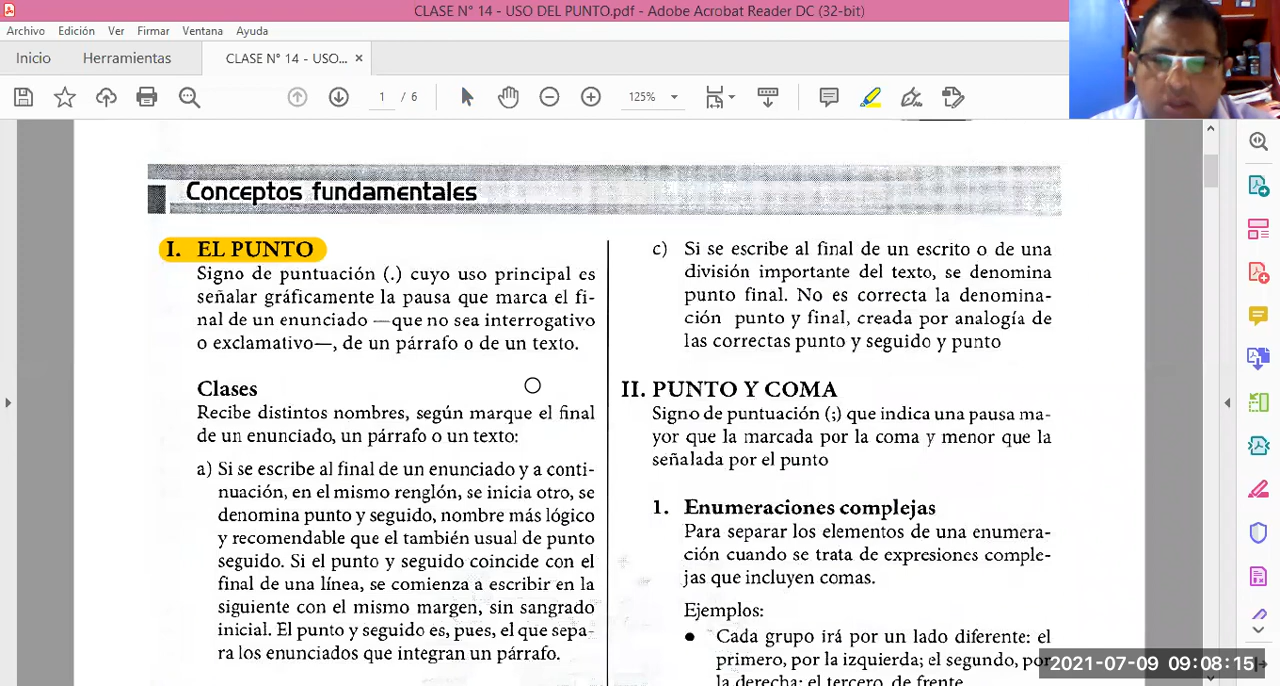 CLASE N° 14 - USO DEL PUNTO.pdf - Adobe Acrobat Reader DC (32-bit)
Archivo Edición Ver Firmar Ventana Ayuda
Inicio Herramientas CLASE N° 14 - USO... ×
1 / 6 125%
Conceptos fundamentales
I. EL PUNTO
Signo de puntuación (.) cuyo uso principal es
señalar gráficamente la pausa que marca el fi-
nal de un enunciado —que no sea interrogativo
o exclamativo—, de un párrafo o de un texto.
Clases
Recibe distintos nombres, según marque el final
de un enunciado, un párrafo o un texto:
a) Si se escribe al final de un enunciado y a conti-
nuación, en el mismo renglón, se inicia otro, se
denomina punto y seguido, nombre más lógico
y recomendable que el también usual de punto
seguido. Si el punto y seguido coincide con el
final de una línea, se comienza a escribir en la
siguiente con el mismo margen, sin sangrado
inicial. El punto y seguido es, pues, el que sepa-
ra los enunciados que integran un párrafo.
c) Si se escribe al final de un escrito o de una
división importante del texto, se denomina
punto final. No es correcta la denomina-
ción punto y final, creada por analogía de
las correctas punto y seguido y punto
II. PUNTO Y COMA
Signo de puntuación (;) que indica una pausa ma-
yor que la marcada por la coma y menor que la
señalada por el punto
1. Enumeraciones complejas
Para separar los elementos de una enumera-
ción cuando se trata de expresiones comple-
jas que incluyen comas.
Ejemplos:
● Cada grupo irá por un lado diferente: el
primero, por la izquierda; el segundo, por
la derecha; el tercero, de frente
2021-07-09 09:08:15